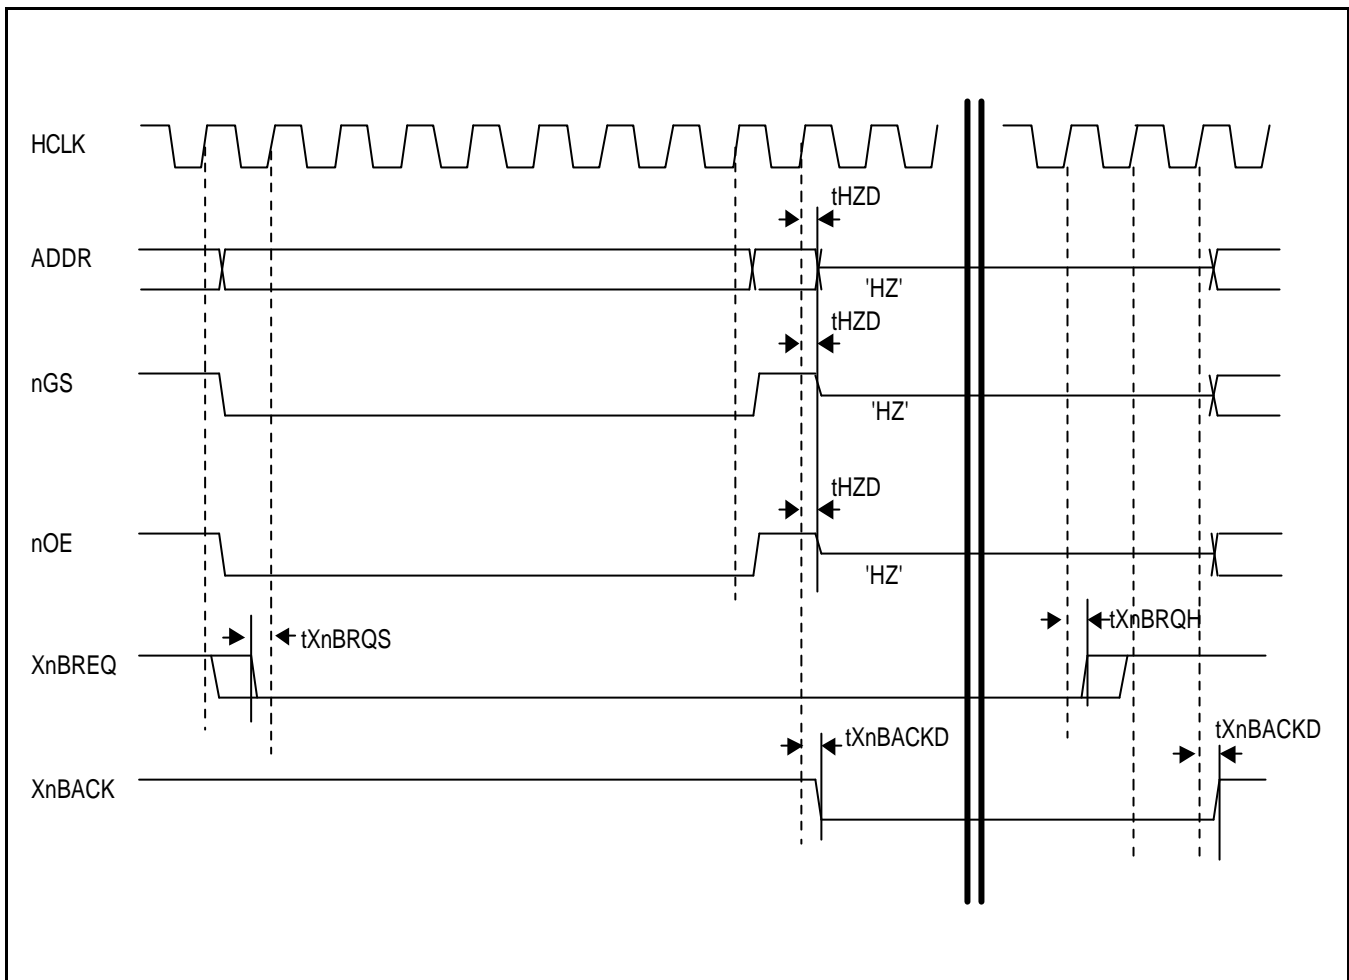 HCLK
tHZD
ADDR
'HZ'
tHZD
nGS
'HZ'
tHZD
nOE
'HZ'
tXnBRQS
tXnBRQH
XnBREQ
tXnBACKD
tXnBACKD
XnBACK